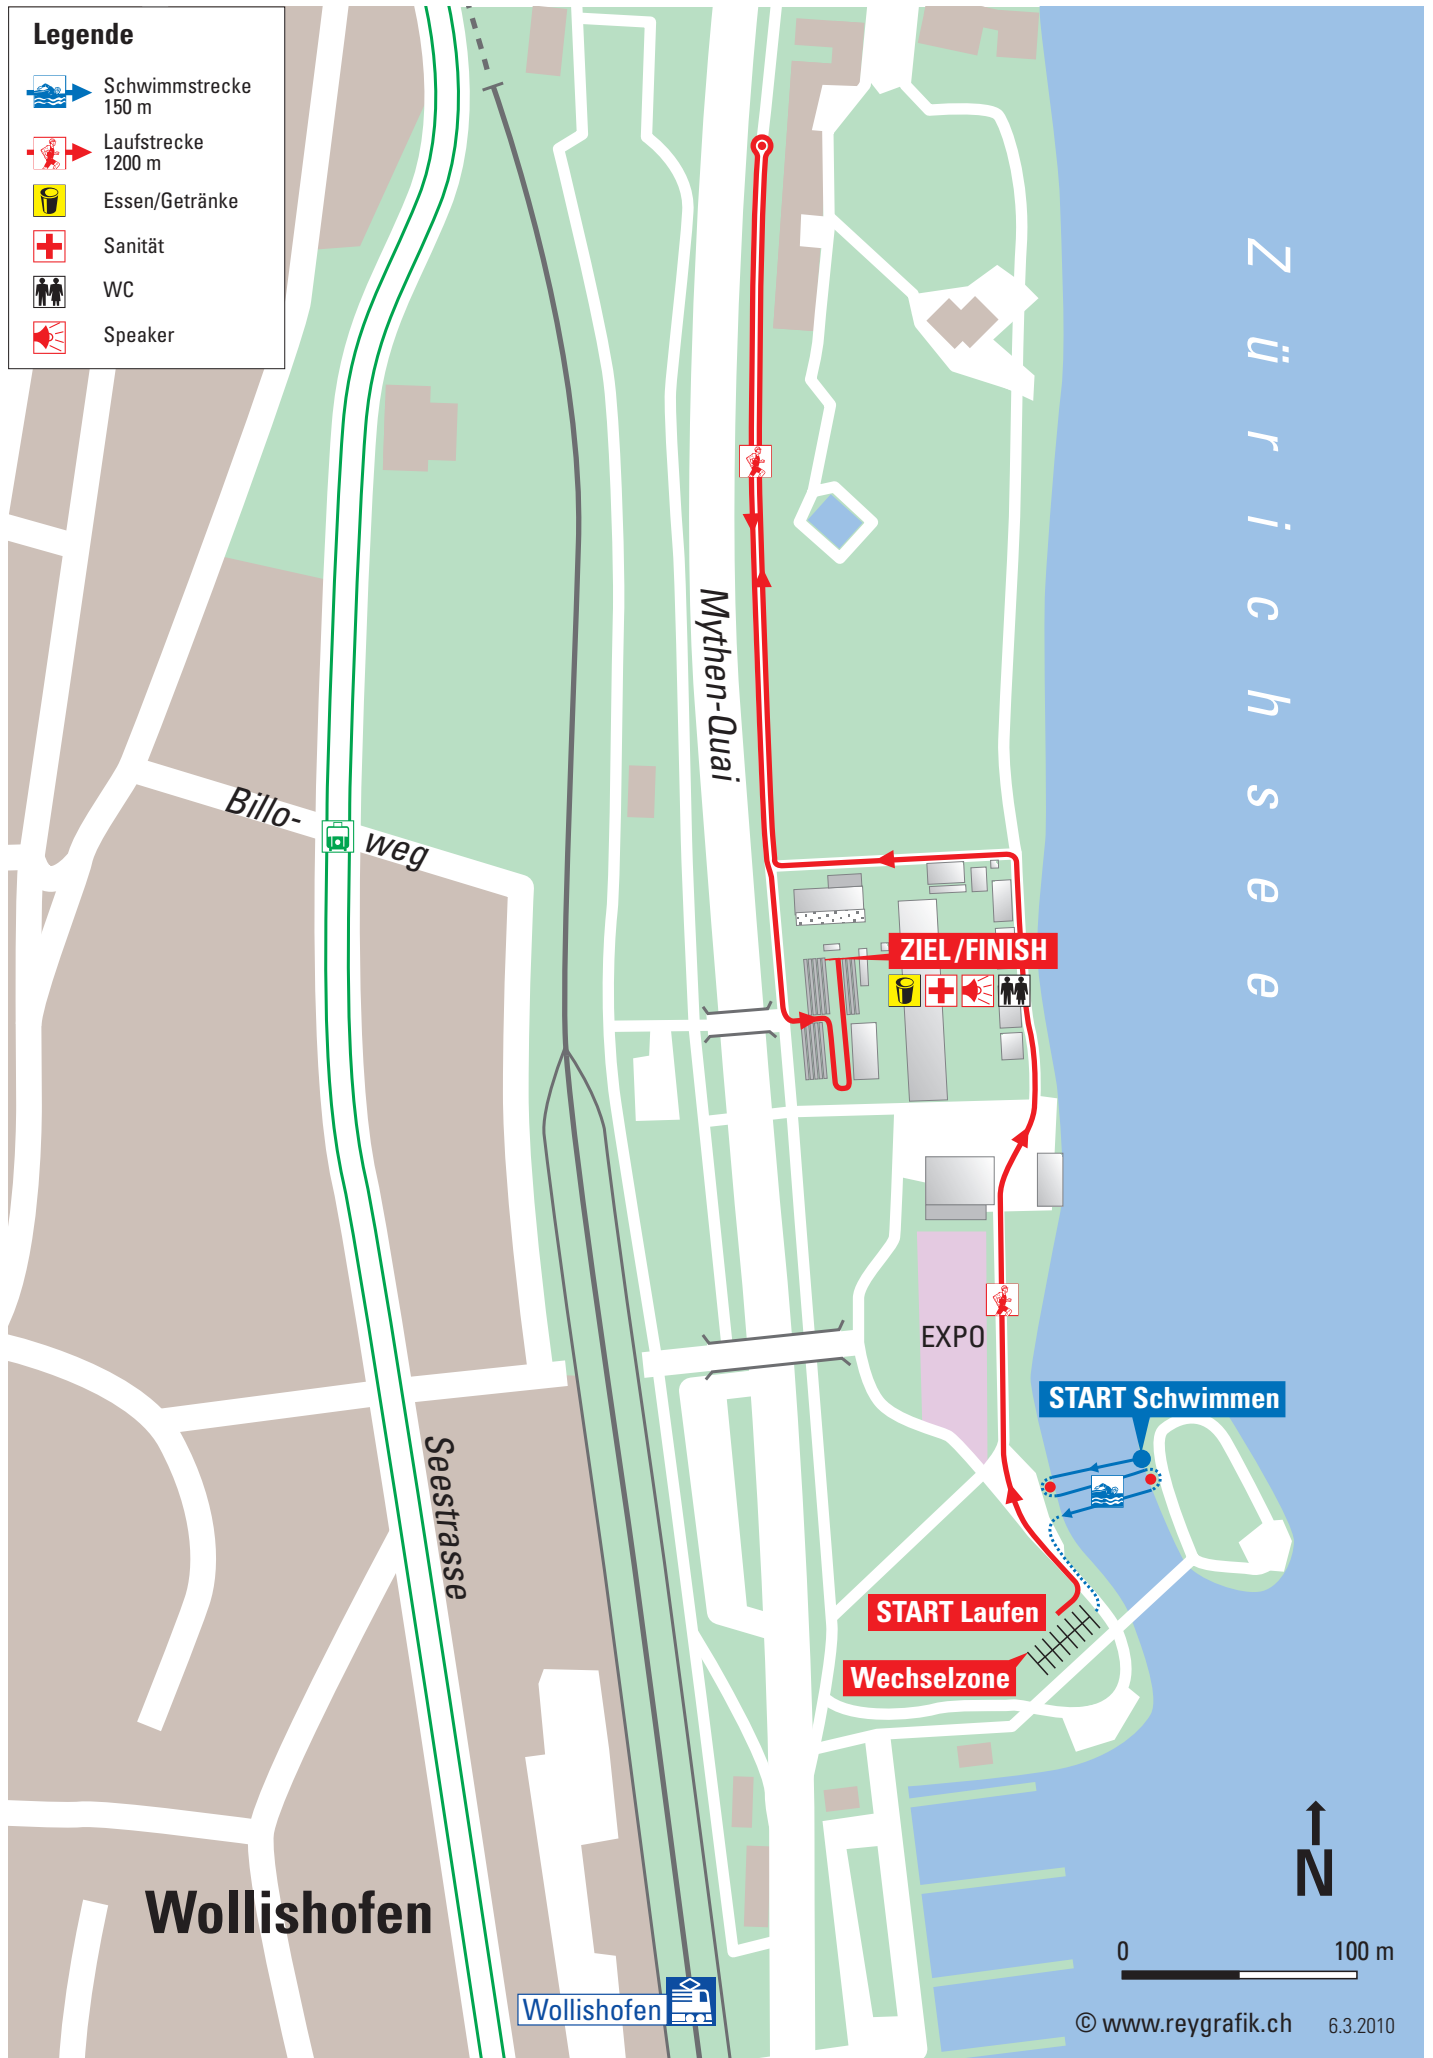 Legende
Schwimmstrecke
150 m
Laufstrecke
1200 m
Essen/Getränke
Sanität
WC
Speaker
Zürichsee
Mythen-Quai
Billo-
weg
ZIEL/FINISH
EXPO
START Schwimmen
Seestrasse
START Laufen
Wechselzone
Wollishofen
N
0 100 m
Wollishofen
© www.reygrafik.ch 6.3.2010